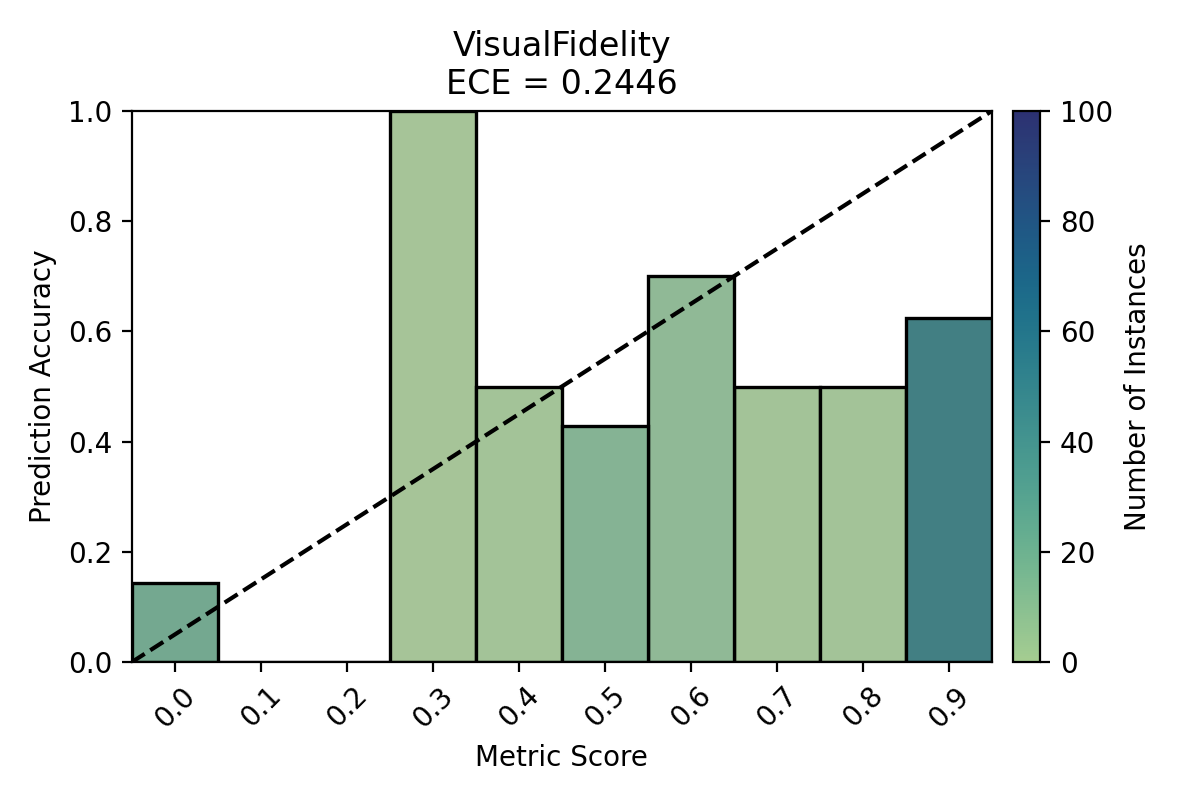 VisualFidelity
ECE = 0.2446
Prediction Accuracy
1.0
0.8
0.6
0.4
0.2
0.0
0.0 0.1 0.2 0.3 0.4 0.5 0.6 0.7 0.8 0.9
Metric Score
100
80
60
40
20
0
Number of Instances